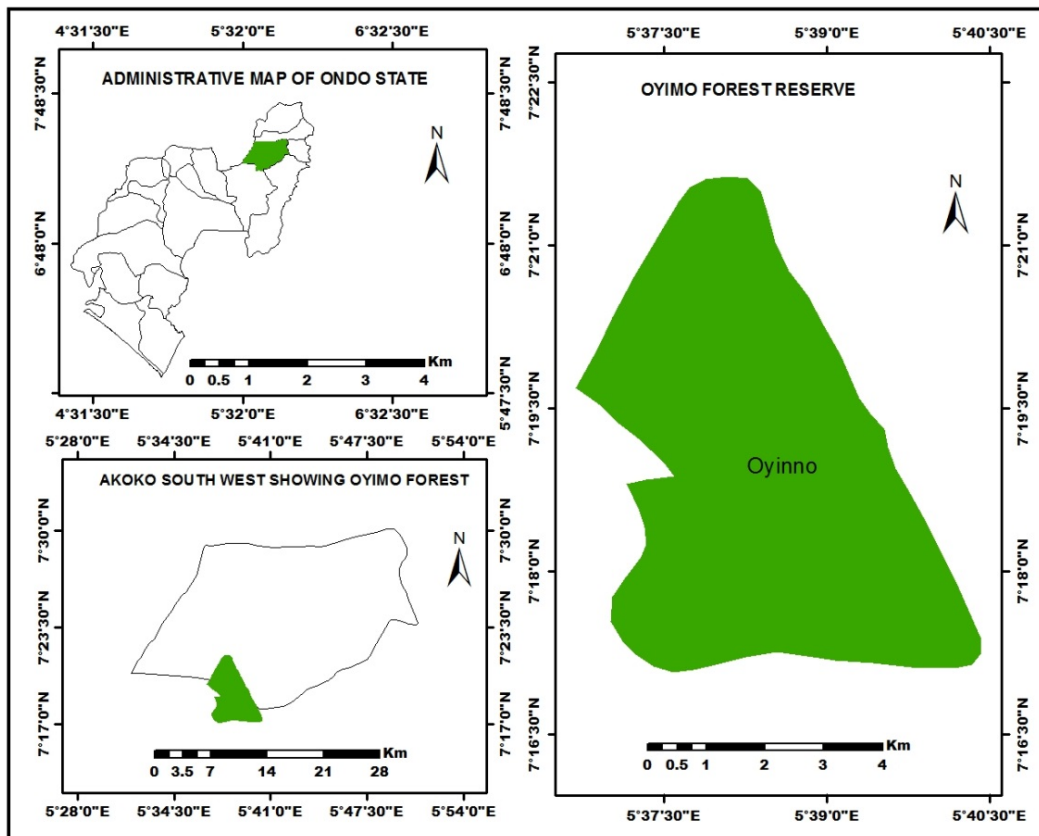 4°31'30"E 5°32'0"E 6°32'30"E
ADMINISTRATIVE MAP OF ONDO STATE
N
7°48'30"N 7°48'30"N
6°48'0"N 6°48'0"N
5°47'30"N
Km
0 0.5 1 2 3 4
4°31'30"E 5°32'0"E 6°32'30"E
5°28'0"E 5°34'30"E 5°41'0"E 5°47'30"E 5°54'0"E
AKOKO SOUTH WEST SHOWING OYIMO FOREST
N
7°30'0"N 7°30'0"N
7°23'30"N 7°23'30"N
7°17'0"N 7°17'0"N
Km
0 3.5 7 14 21 28
5°28'0"E 5°34'30"E 5°41'0"E 5°47'30"E 5°54'0"E
5°37'30"E 5°39'0"E 5°40'30"E
OYIMO FOREST RESERVE
N
7°22'30"N 7°22'30"N
7°21'0"N 7°21'0"N
7°19'30"N 7°19'30"N
Oyinno
7°18'0"N 7°18'0"N
7°16'30"N 7°16'30"N
Km
0 0.5 1 2 3 4
5°37'30"E 5°39'0"E 5°40'30"E